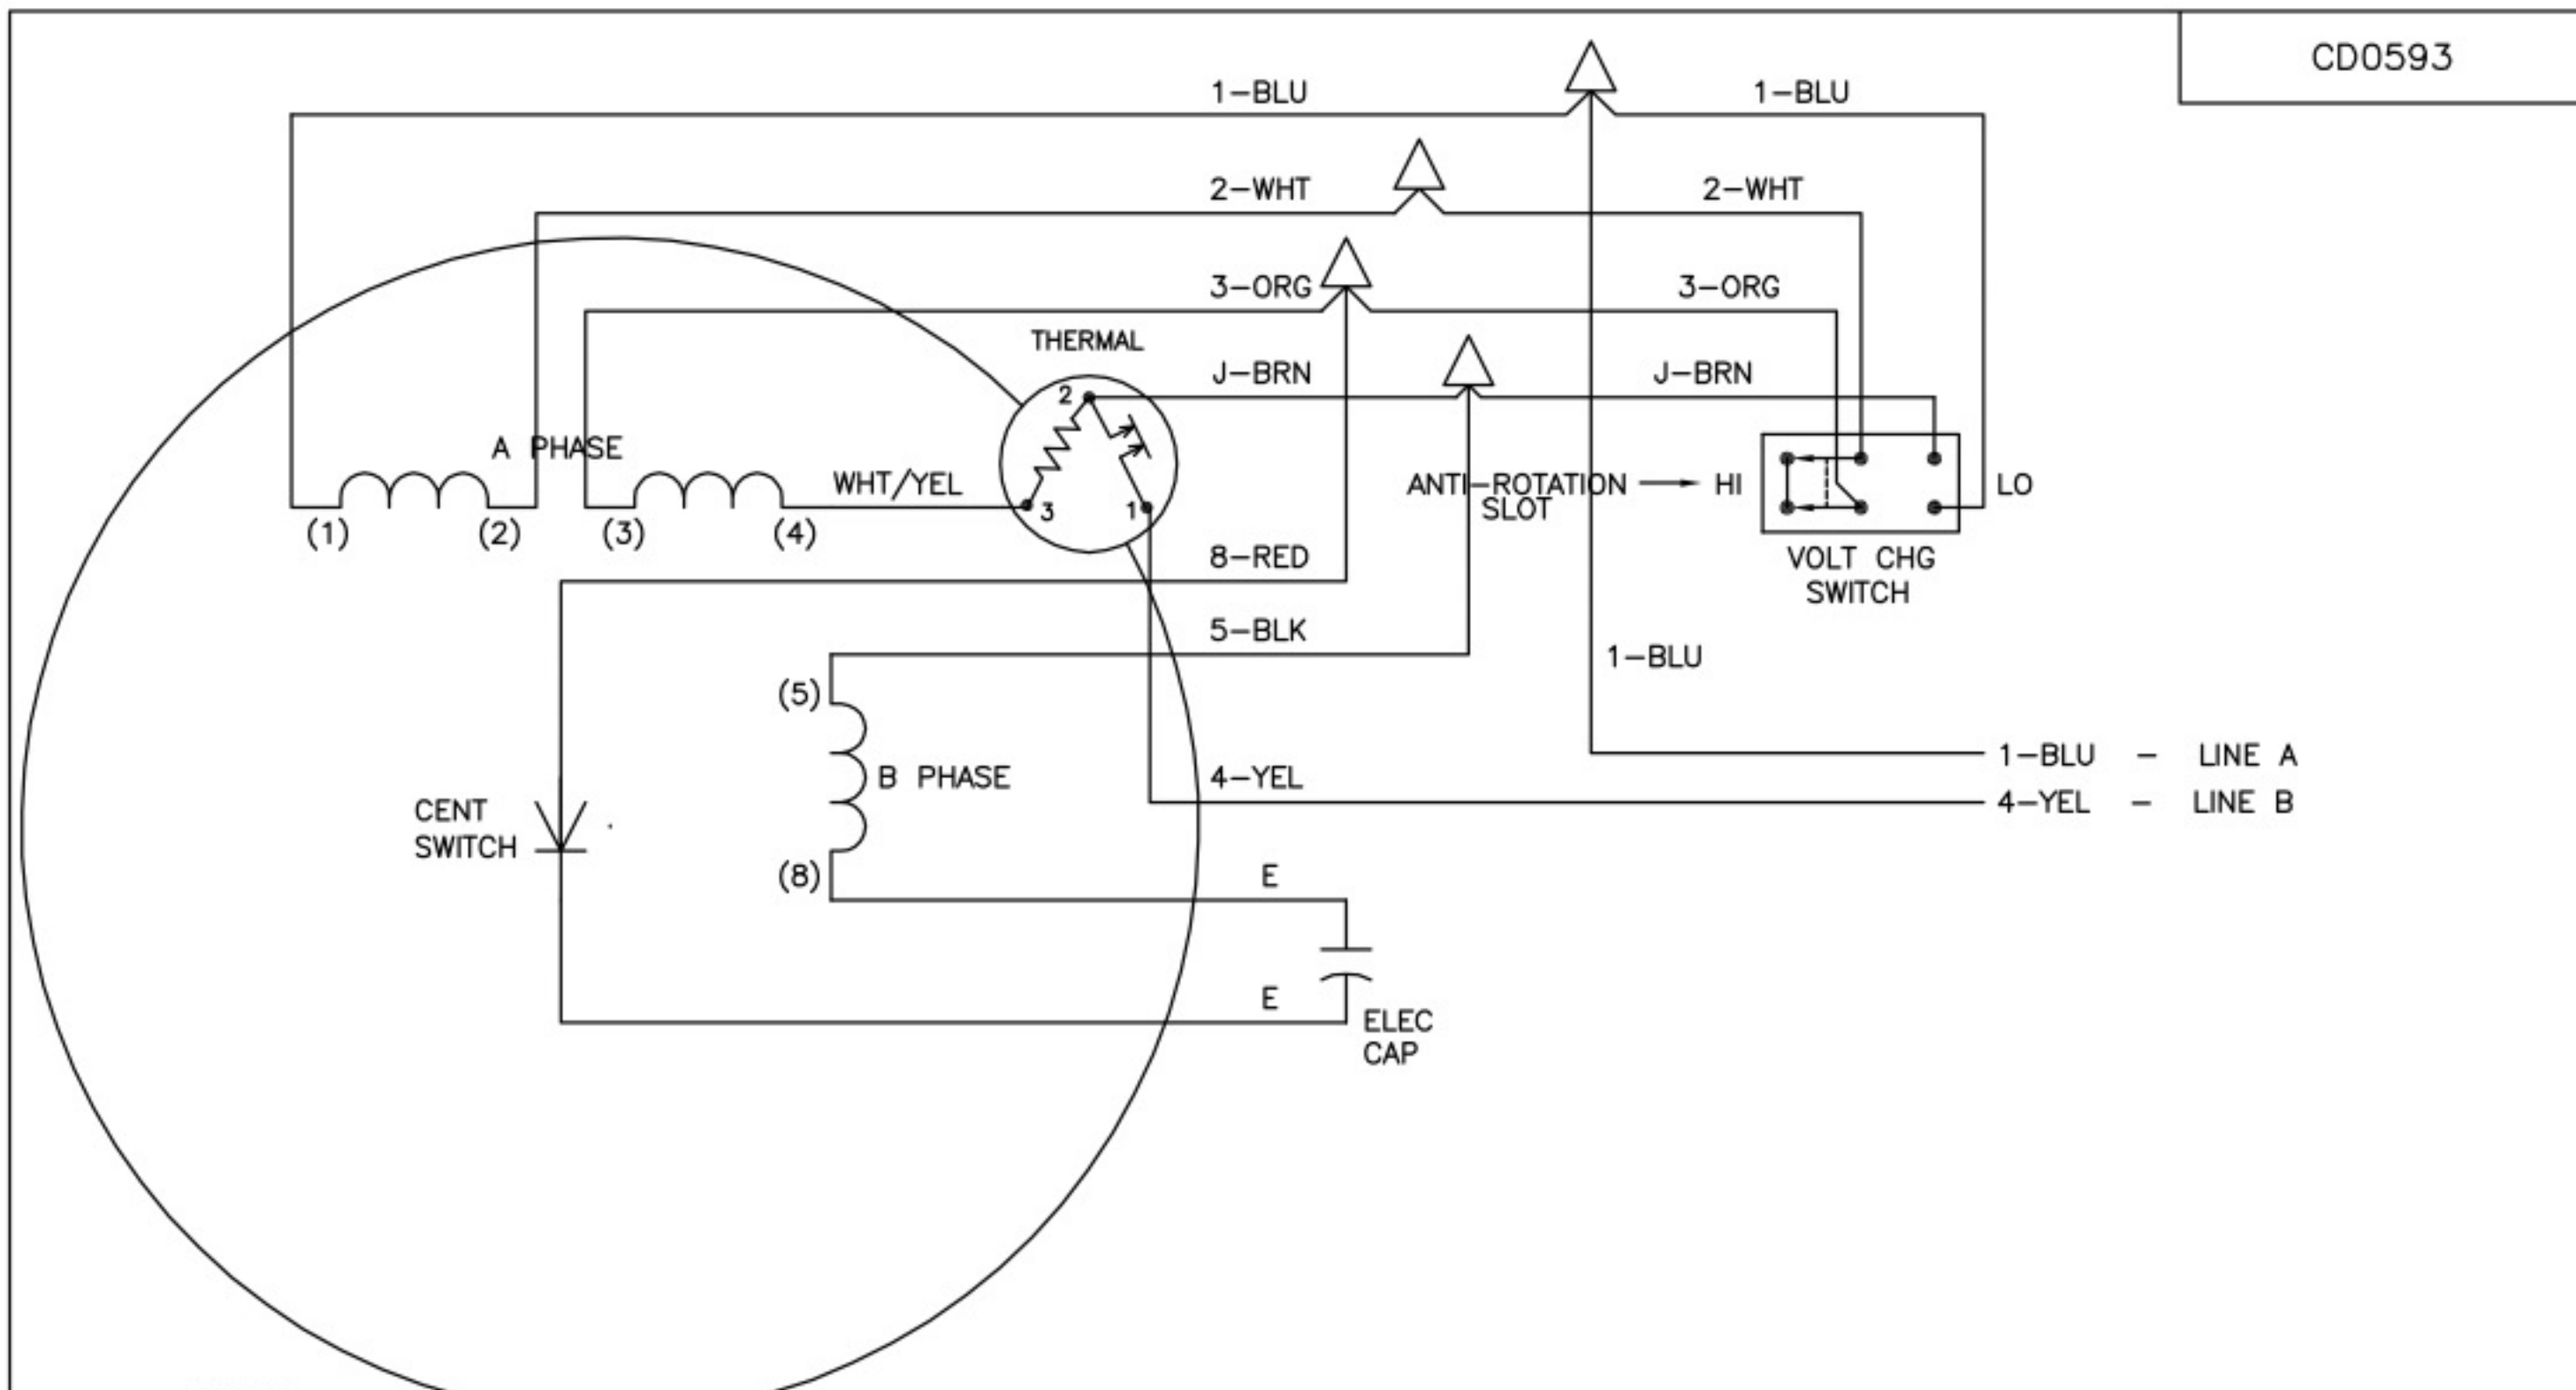 CD0593
1-BLU
1-BLU
2-WHT
2-WHT
3-ORG
3-ORG
THERMAL
J-BRN
J-BRN
2
A PHASE
WHT/YEL
3
1
ANTI-ROTATION
SLOT
HI
LO
(1)
(2)
(3)
(4)
8-RED
VOLT CHG
SWITCH
5-BLK
1-BLU
(5)
B PHASE
4-YEL
1-BLU - LINE A
4-YEL - LINE B
CENT
SWITCH
(8)
E
E
ELEC
CAP